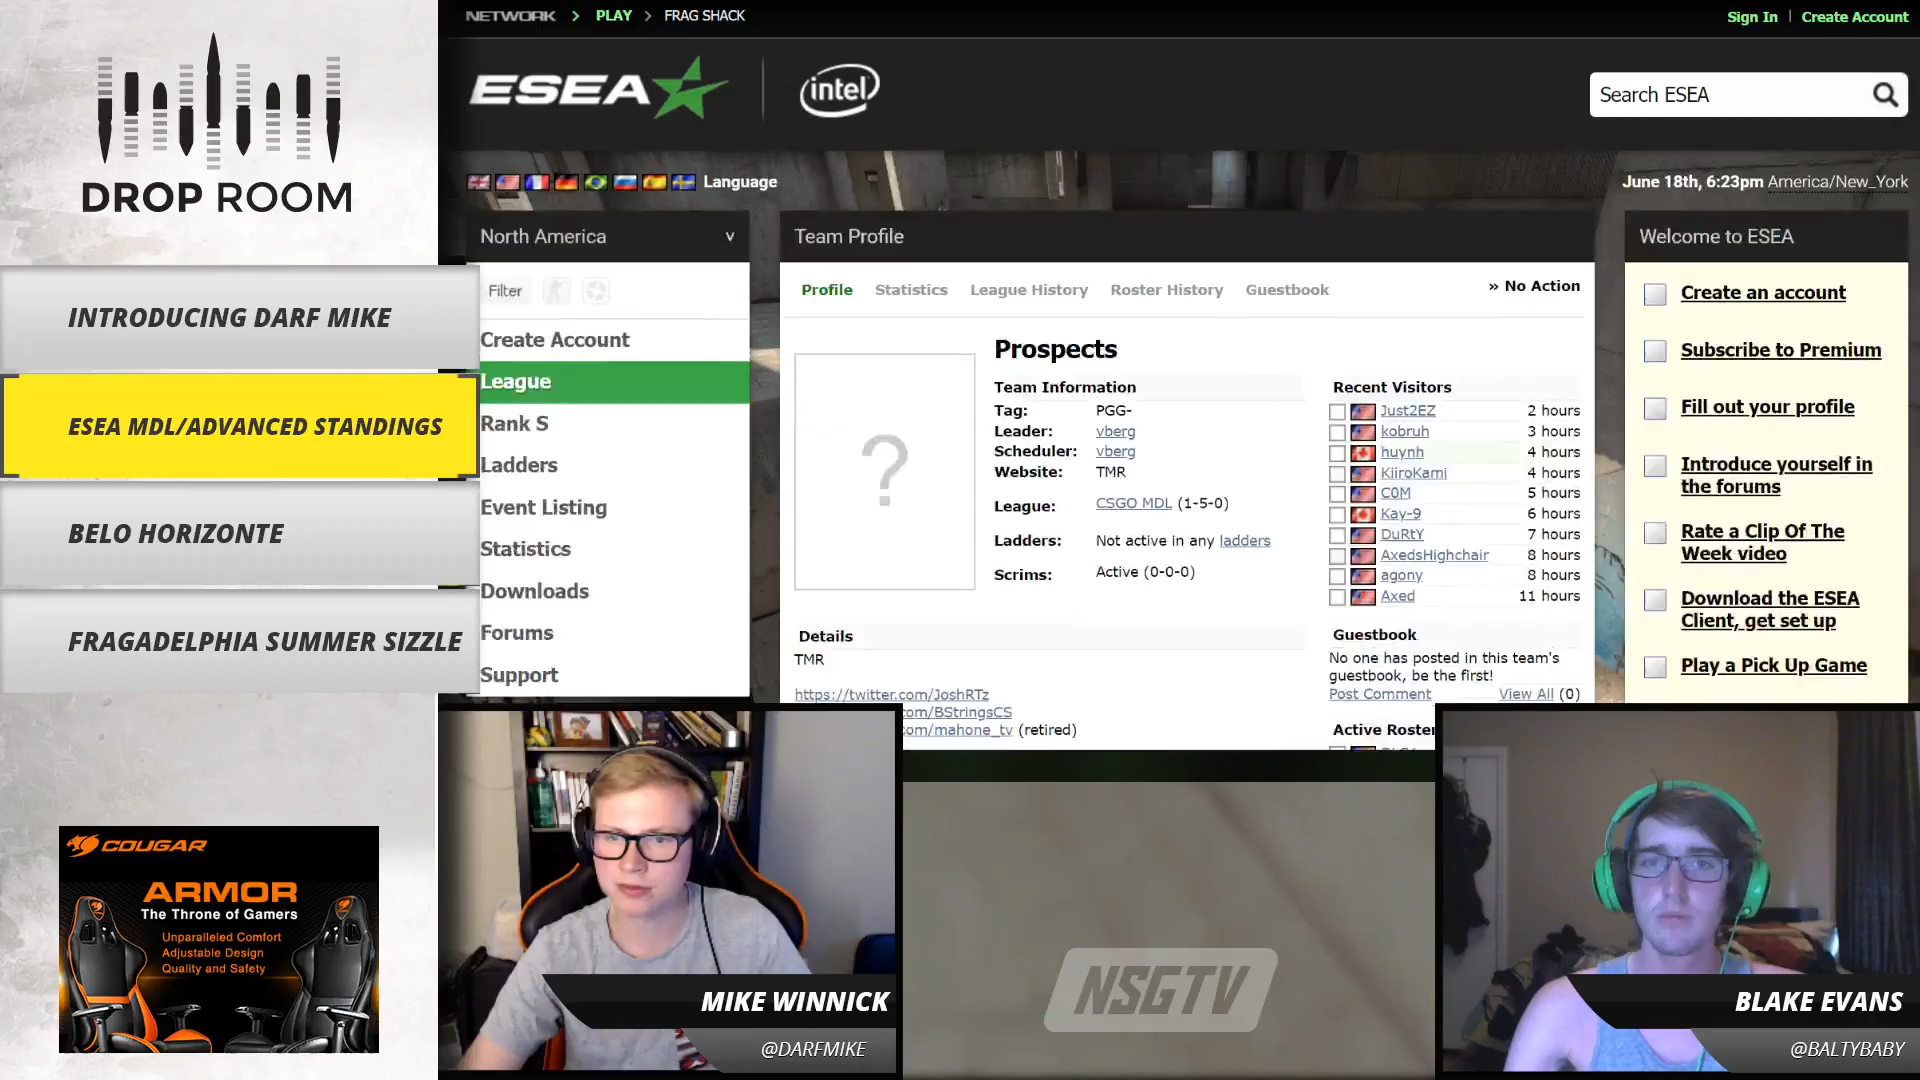 DROP ROOM
INTRODUCING DARF MIKE
ESEA MDL/ADVANCED STANDINGS
BELO HORIZONTE
FRAGADELPHIA SUMMER SIZZLE
COUGAR
ARMOR
The Throne of Gamers
Unparalleled Comfort
Adjustable Design
Quality and Safety
NETWORK > PLAY > FRAG SHACK
Sign In | Create Account
ESEA
intel
Search ESEA
Language
June 18th, 6:23pm America/New_York
North America v
Filter
Create Account
League
Rank S
Ladders
Event Listing
Statistics
Downloads
Forums
Support
Team Profile
Profile Statistics League History Roster History Guestbook
» No Action
?
Prospects
Team Information
Tag: PGG-
Leader: vberg
Scheduler: vberg
Website: TMR
League: CSGO MDL (1-5-0)
Ladders: Not active in any ladders
Scrims: Active (0-0-0)
Details
TMR
https://twitter.com/JoshRTz
com/BStringsCS
com/mahone_tv (retired)
Recent Visitors
Just2EZ 2 hours
kobruh 3 hours
huynh 4 hours
KiiroKami 4 hours
C0M 5 hours
Kay-9 6 hours
DuRtY 7 hours
AxedsHighchair 8 hours
agony 8 hours
Axed 11 hours
Guestbook
No one has posted in this team's
guestbook, be the first!
Post Comment View All (0)
Active Roster
Welcome to ESEA
Create an account
Subscribe to Premium
Fill out your profile
Introduce yourself in
the forums
Rate a Clip Of The
Week video
Download the ESEA
Client, get set up
Play a Pick Up Game
MIKE WINNICK
@DARFMIKE
NSGTV
BLAKE EVANS
@BALTYBABY